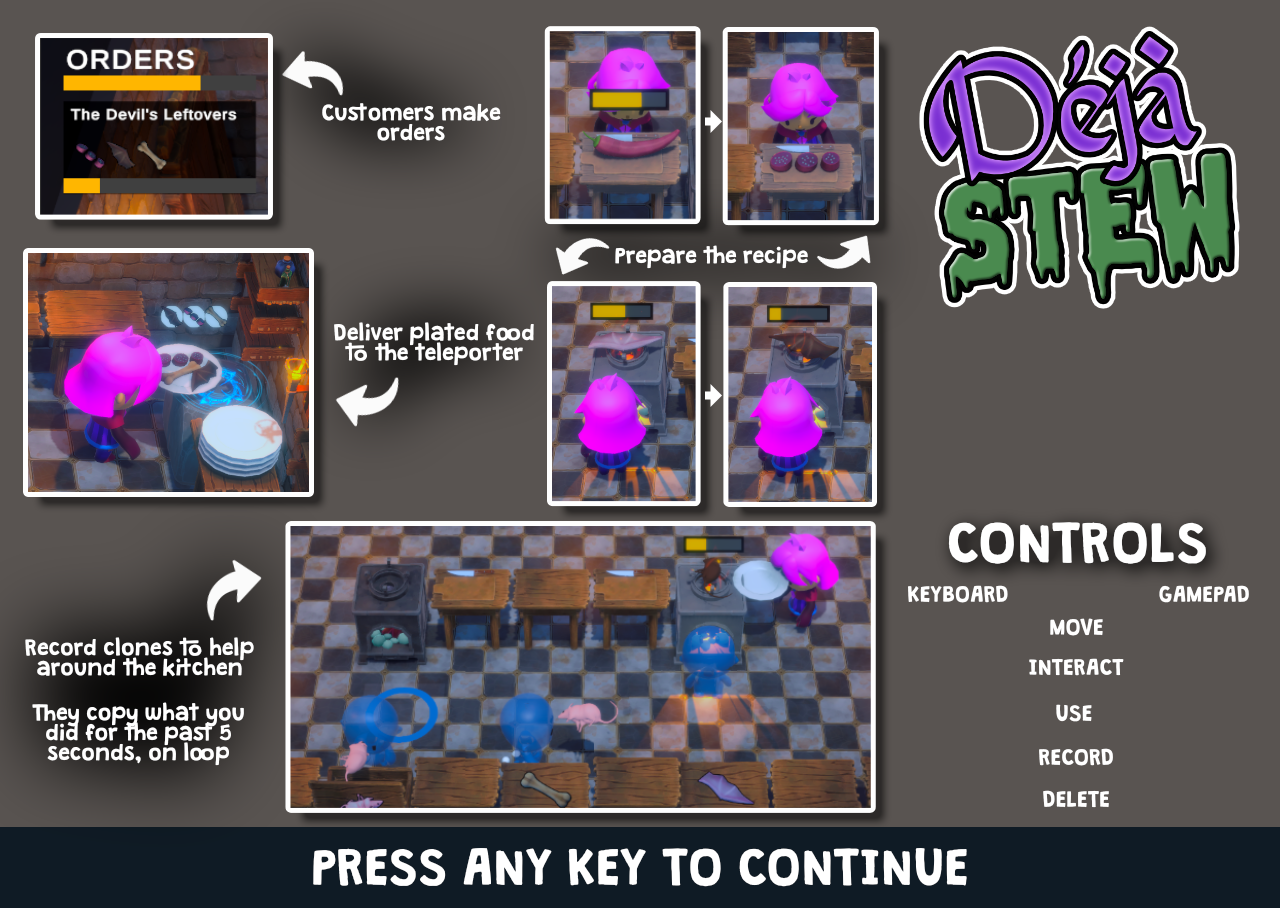 ORDERS
The Devil's Leftovers
Customers make
orders
Déjà
STEW
Prepare the recipe
Deliver plated food
to the teleporter
Record clones to help
around the kitchen
They copy what you
did for the past 5
seconds, on loop
CONTROLS
KEYBOARD GAMEPAD
MOVE
INTERACT
USE
RECORD
DELETE
PRESS ANY KEY TO CONTINUE